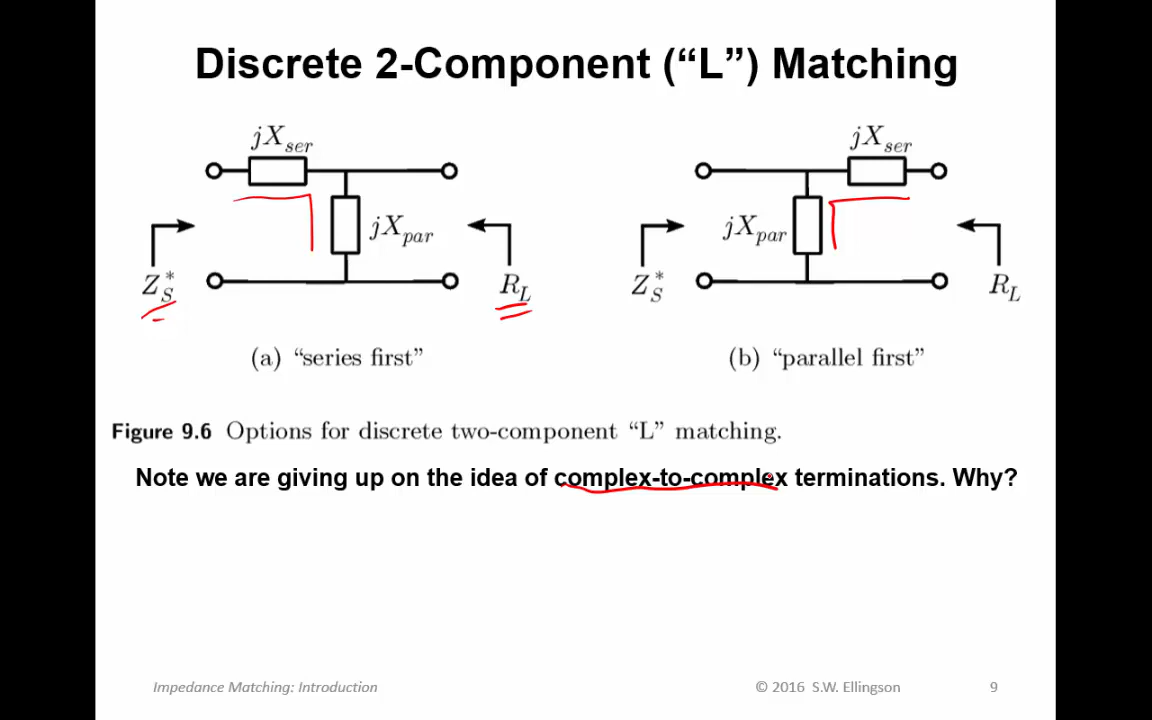 Discrete 2-Component (“L”) Matching
jX_ser
jX_par
Z_S^*
R_L
(a) “series first”
jX_ser
jX_par
Z_S^*
R_L
(b) “parallel first”
Figure 9.6 Options for discrete two-component “L” matching.
Note we are giving up on the idea of complex-to-complex terminations. Why?
Impedance Matching: Introduction
© 2016 S.W. Ellingson
9